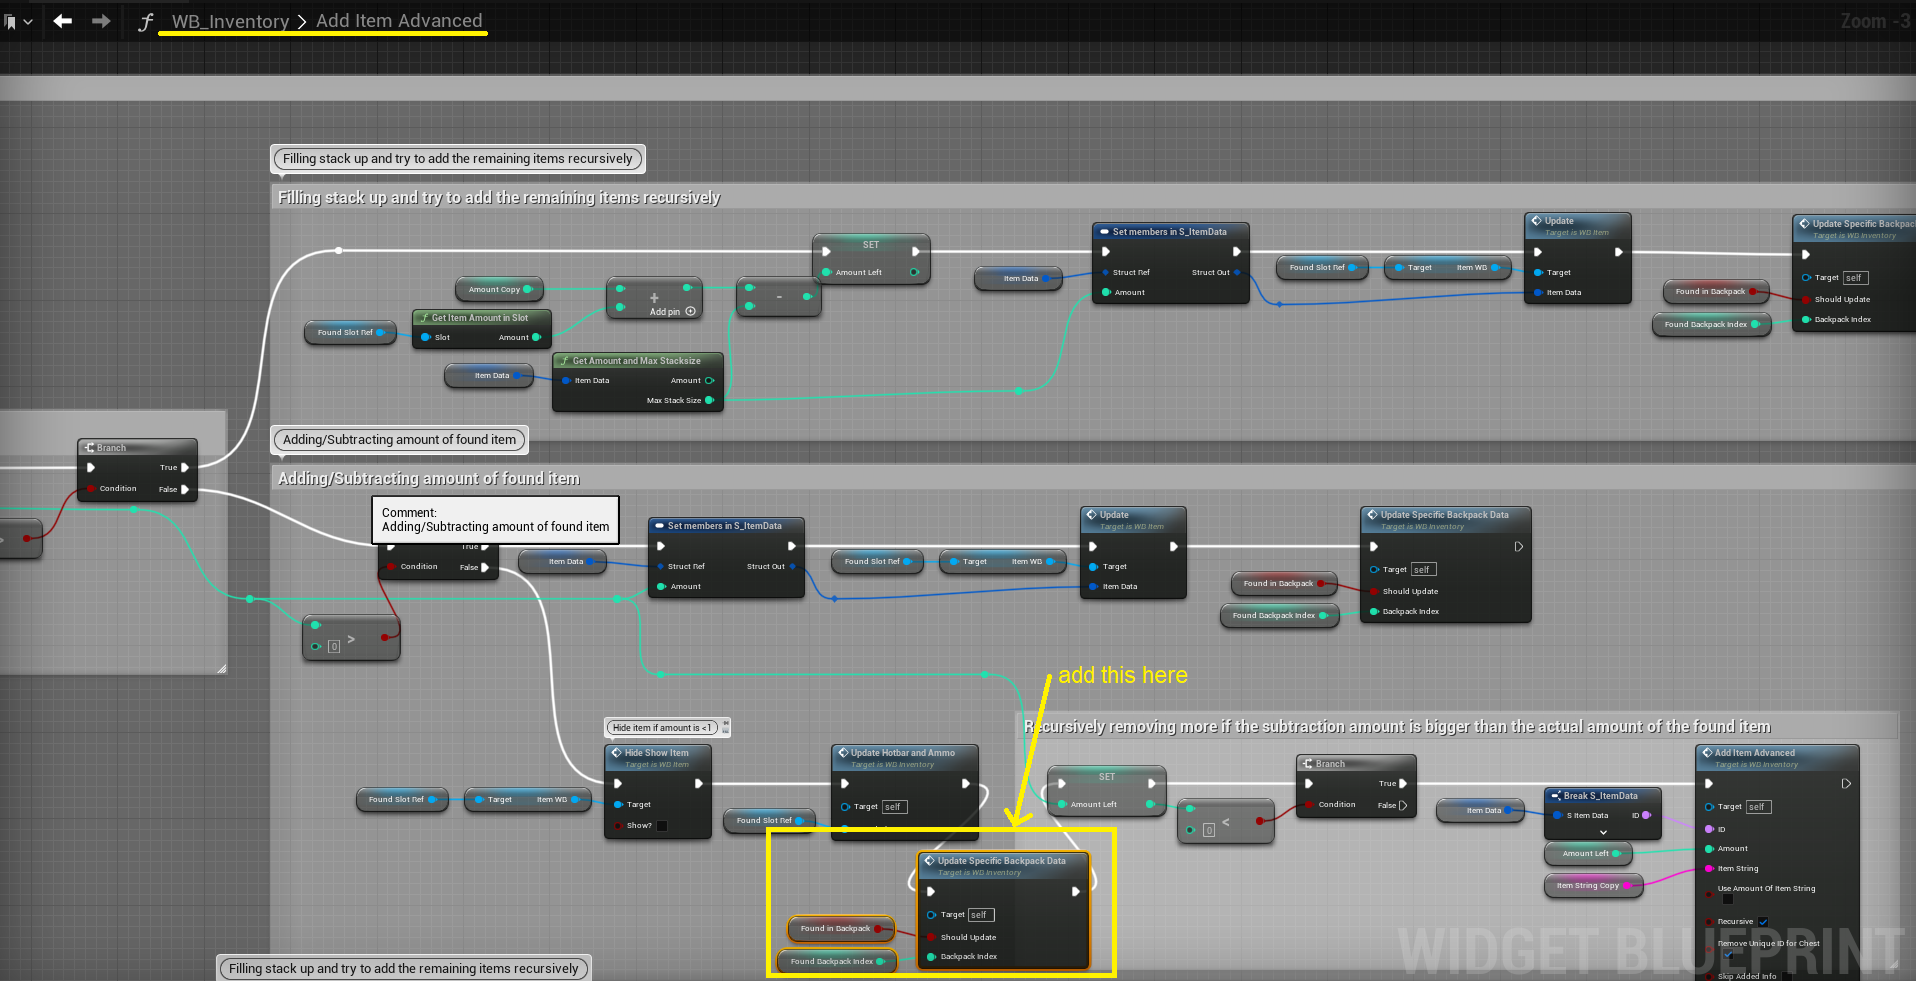 WB_Inventory > Add Item Advanced
Zoom -3
Filling stack up and try to add the remaining items recursively
Filling stack up and try to add the remaining items recursively
SET
Amount Left
Amount Copy
Add pin
Found Slot Ref
Get Item Amount in Slot
Slot
Amount
Item Data
Get Amount and Max Stacksize
Item Data
Amount
Max Stack Size
Item Data
Set members in S_ItemData
Struct Ref
Struct Out
Amount
Found Slot Ref
Target
Item WB
Update
Target is WB Item
Target
Item Data
Found in Backpack
Found Backpack Index
Update Specific Backpac
Target is WB Inventory
Target
self
Should Update
Backpack Index
Adding/Subtracting amount of found item
Adding/Subtracting amount of found item
Branch
True
Condition
False
Comment:
Adding/Subtracting amount of found item
True
Condition
False
0
>
Item Data
Set members in S_ItemData
Struct Ref
Struct Out
Amount
Found Slot Ref
Target
Item WB
Update
Target is WB Item
Target
Item Data
Found in Backpack
Found Backpack Index
Update Specific Backpack Data
Target is WB Inventory
Target
self
Should Update
Backpack Index
add this here
Hide item if amount is <1
Hide Show Item
Target is WB Item
Target
Show?
Found Slot Ref
Target
Item WB
Found Slot Ref
Update Hotbar and Ammo
Target is WB Inventory
Target
self
Recursively removing more if the subtraction amount is bigger than the actual amount of the found item
SET
Amount Left
0
<
Branch
True
Condition
False
Item Data
Break S_ItemData
S Item Data
ID
Amount Left
Item String Copy
Add Item Advanced
Target is WB Inventory
Target
self
ID
Amount
Item String
Use Amount Of Item String
Recursive
Remove Unique ID for Chest
Skip Added Info
Update Specific Backpack Data
Target is WB Inventory
Target
self
Should Update
Backpack Index
Found in Backpack
Found Backpack Index
Filling stack up and try to add the remaining items recursively
WIDGET BLUEPRINT